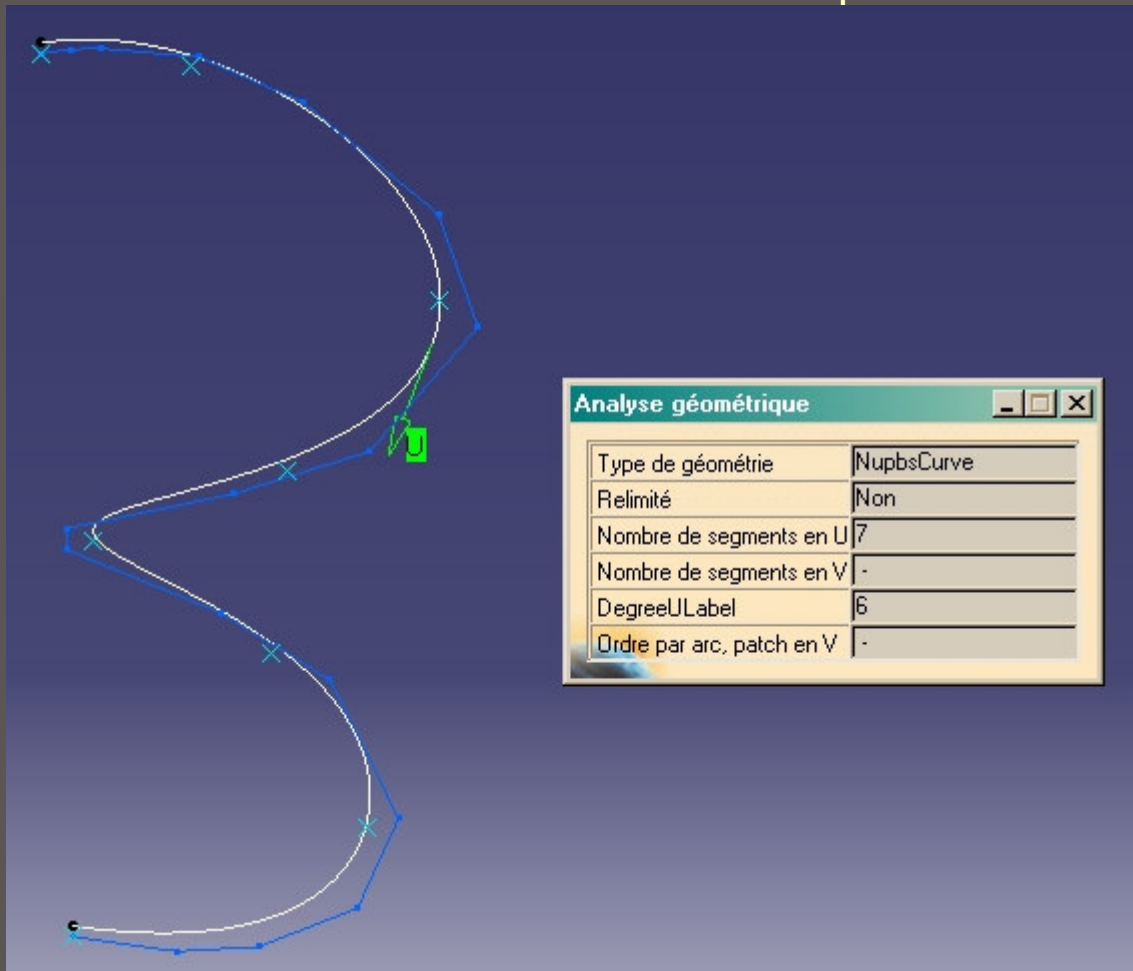 U
Analyse géométrique
Type de géométrie NupbsCurve
Relimité Non
Nombre de segments en U 7
Nombre de segments en V -
DegreeULabel 6
Ordre par arc, patch en V -